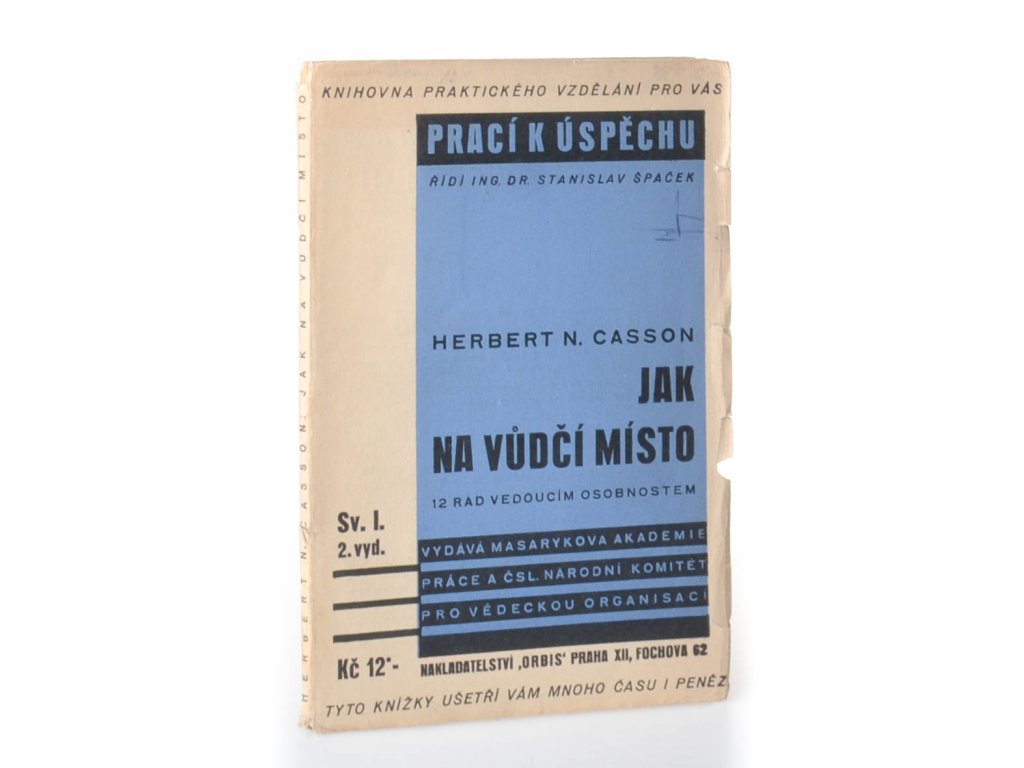 KNIHOVNA PRAKTICKÉHO VZDĚLÁNÍ PRO VÁS
PRACÍ K ÚSPĚCHU
ŘÍDÍ ING. DR. STANISLAV ŠPAČEK
HERBERT N. CASSON
JAK
NA VŮDČÍ MÍSTO
12 RAD VEDOUCÍM OSOBNOSTEM
Sv. I.
2. vyd.
VYDÁVÁ MASARYKOVA AKADEMIE
PRÁCE A ČSL. NÁRODNÍ KOMITÉT
PRO VĚDECKOU ORGANISACI
Kč 12·-
NAKLADATELSTVÍ ‚ORBIS‘ PRAHA XII, FOCHOVA 62
TYTO KNÍŽKY UŠETŘÍ VÁM MNOHO ČASU I PENĚZ
HERBERT N. CASSON: JAK NA VŮDČÍ MÍSTO